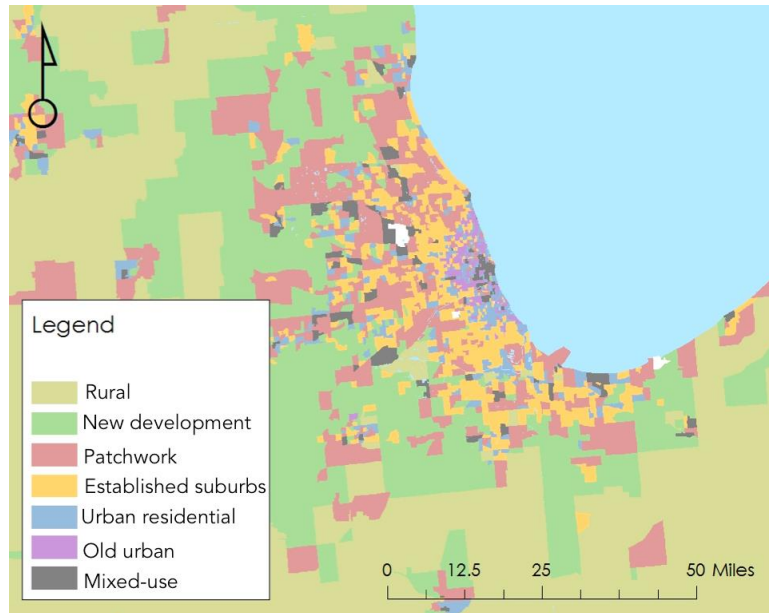 Legend
Rural
New development
Patchwork
Established suburbs
Urban residential
Old urban
Mixed-use
0 12.5 25 50 Miles